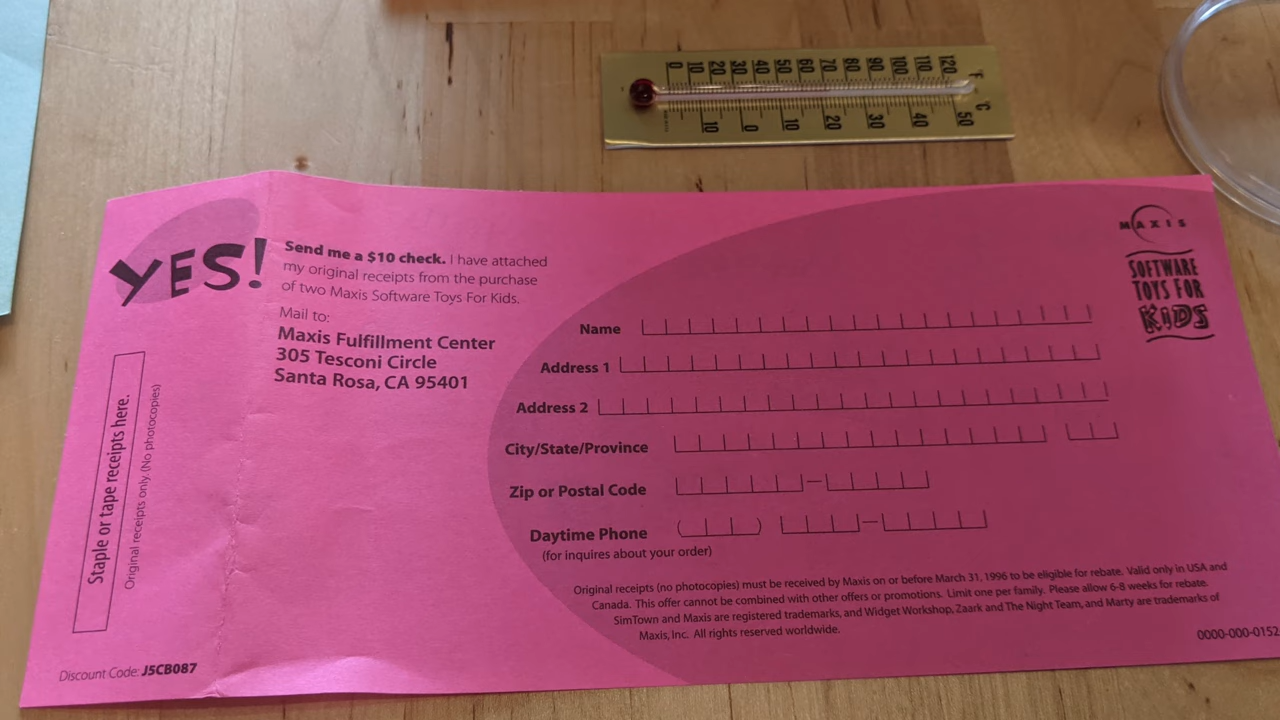 0 10 20 30 40 50 60 70 80 90 100 110 120 °F
10 0 10 20 30 40 50 °C
YES!
Send me a $10 check. I have attached
my original receipts from the purchase
of two Maxis Software Toys For Kids.
Mail to:
Maxis Fulfillment Center
305 Tesconi Circle
Santa Rosa, CA 95401
Staple or tape receipts here.
Original receipts only. (No photocopies)
Discount Code: J5CB087
MAXIS
SOFTWARE
TOYS FOR
KIDS
Name
Address 1
Address 2
City/State/Province
Zip or Postal Code
Daytime Phone
(for inquires about your order)
Original receipts (no photocopies) must be received by Maxis on or before March 31, 1996 to be eligible for rebate. Valid only in USA and
Canada. This offer cannot be combined with other offers or promotions. Limit one per family. Please allow 6-8 weeks for rebate.
SimTown and Maxis are registered trademarks, and Widget Workshop, Zaark and The Night Team, and Marty are trademarks of
Maxis, Inc. All rights reserved worldwide.
0000-000-0152